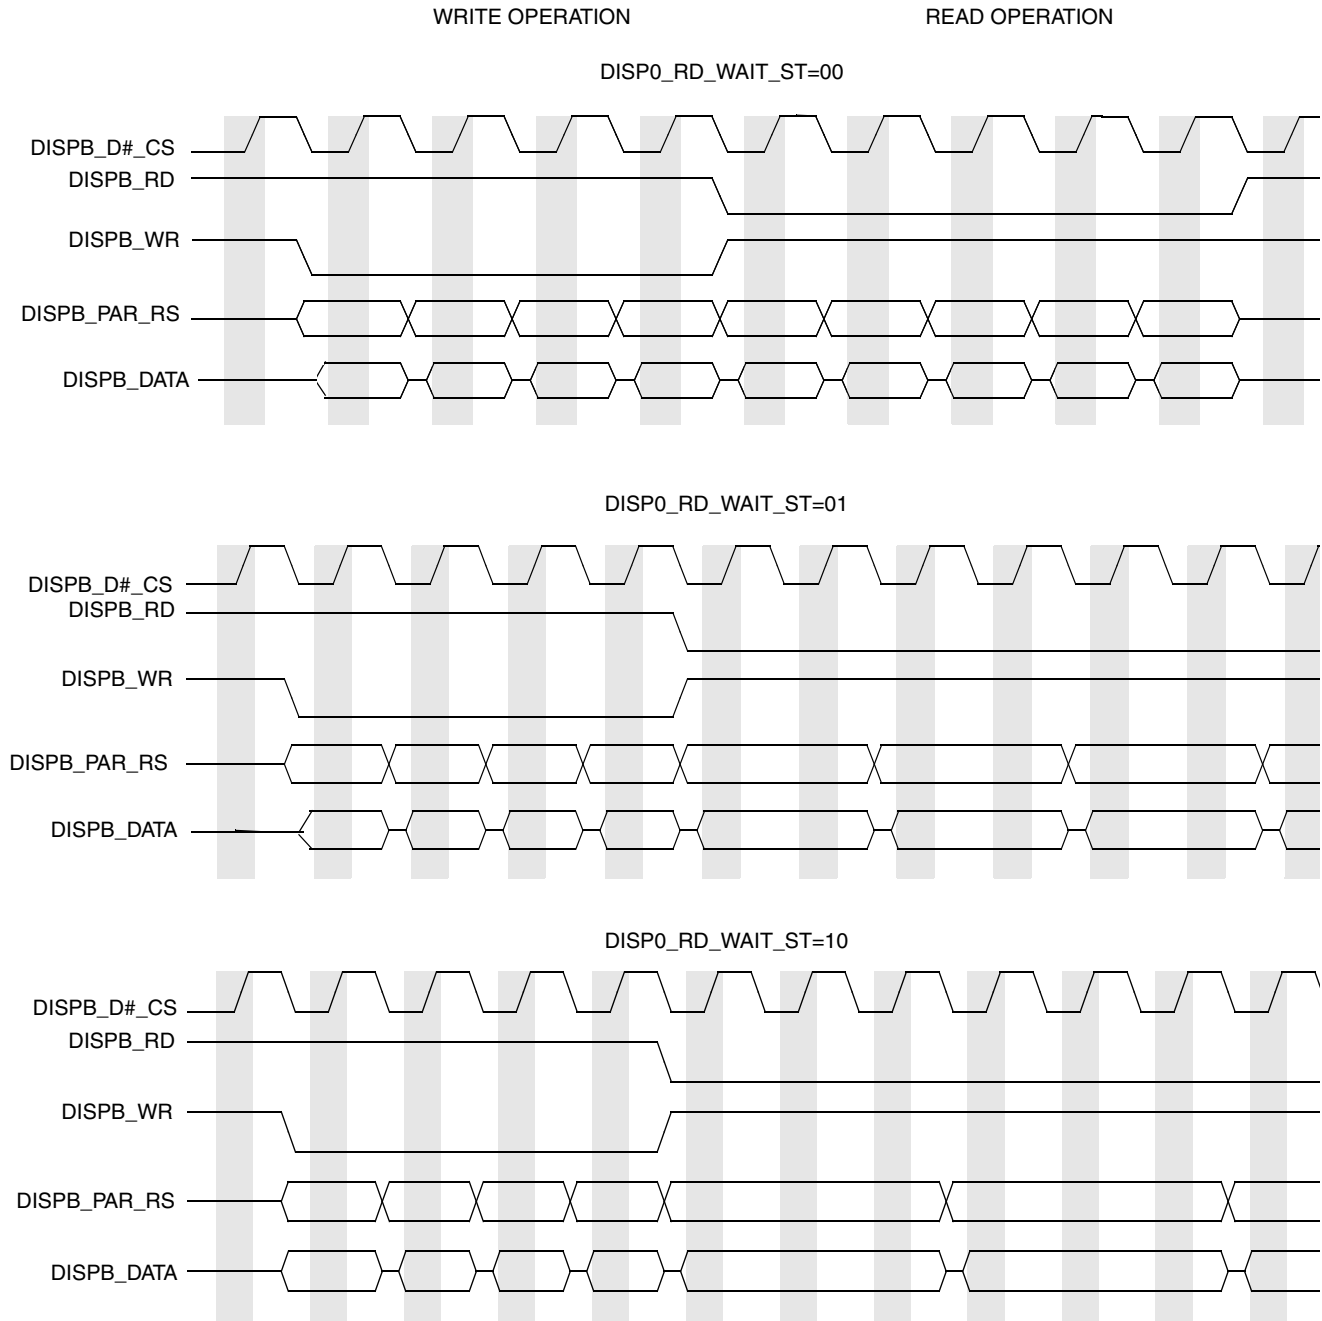 WRITE OPERATION READ OPERATION
DISP0_RD_WAIT_ST=00
DISPB_D#_CS
DISPB_RD
DISPB_WR
DISPB_PAR_RS
DISPB_DATA
DISP0_RD_WAIT_ST=01
DISPB_D#_CS
DISPB_RD
DISPB_WR
DISPB_PAR_RS
DISPB_DATA
DISP0_RD_WAIT_ST=10
DISPB_D#_CS
DISPB_RD
DISPB_WR
DISPB_PAR_RS
DISPB_DATA